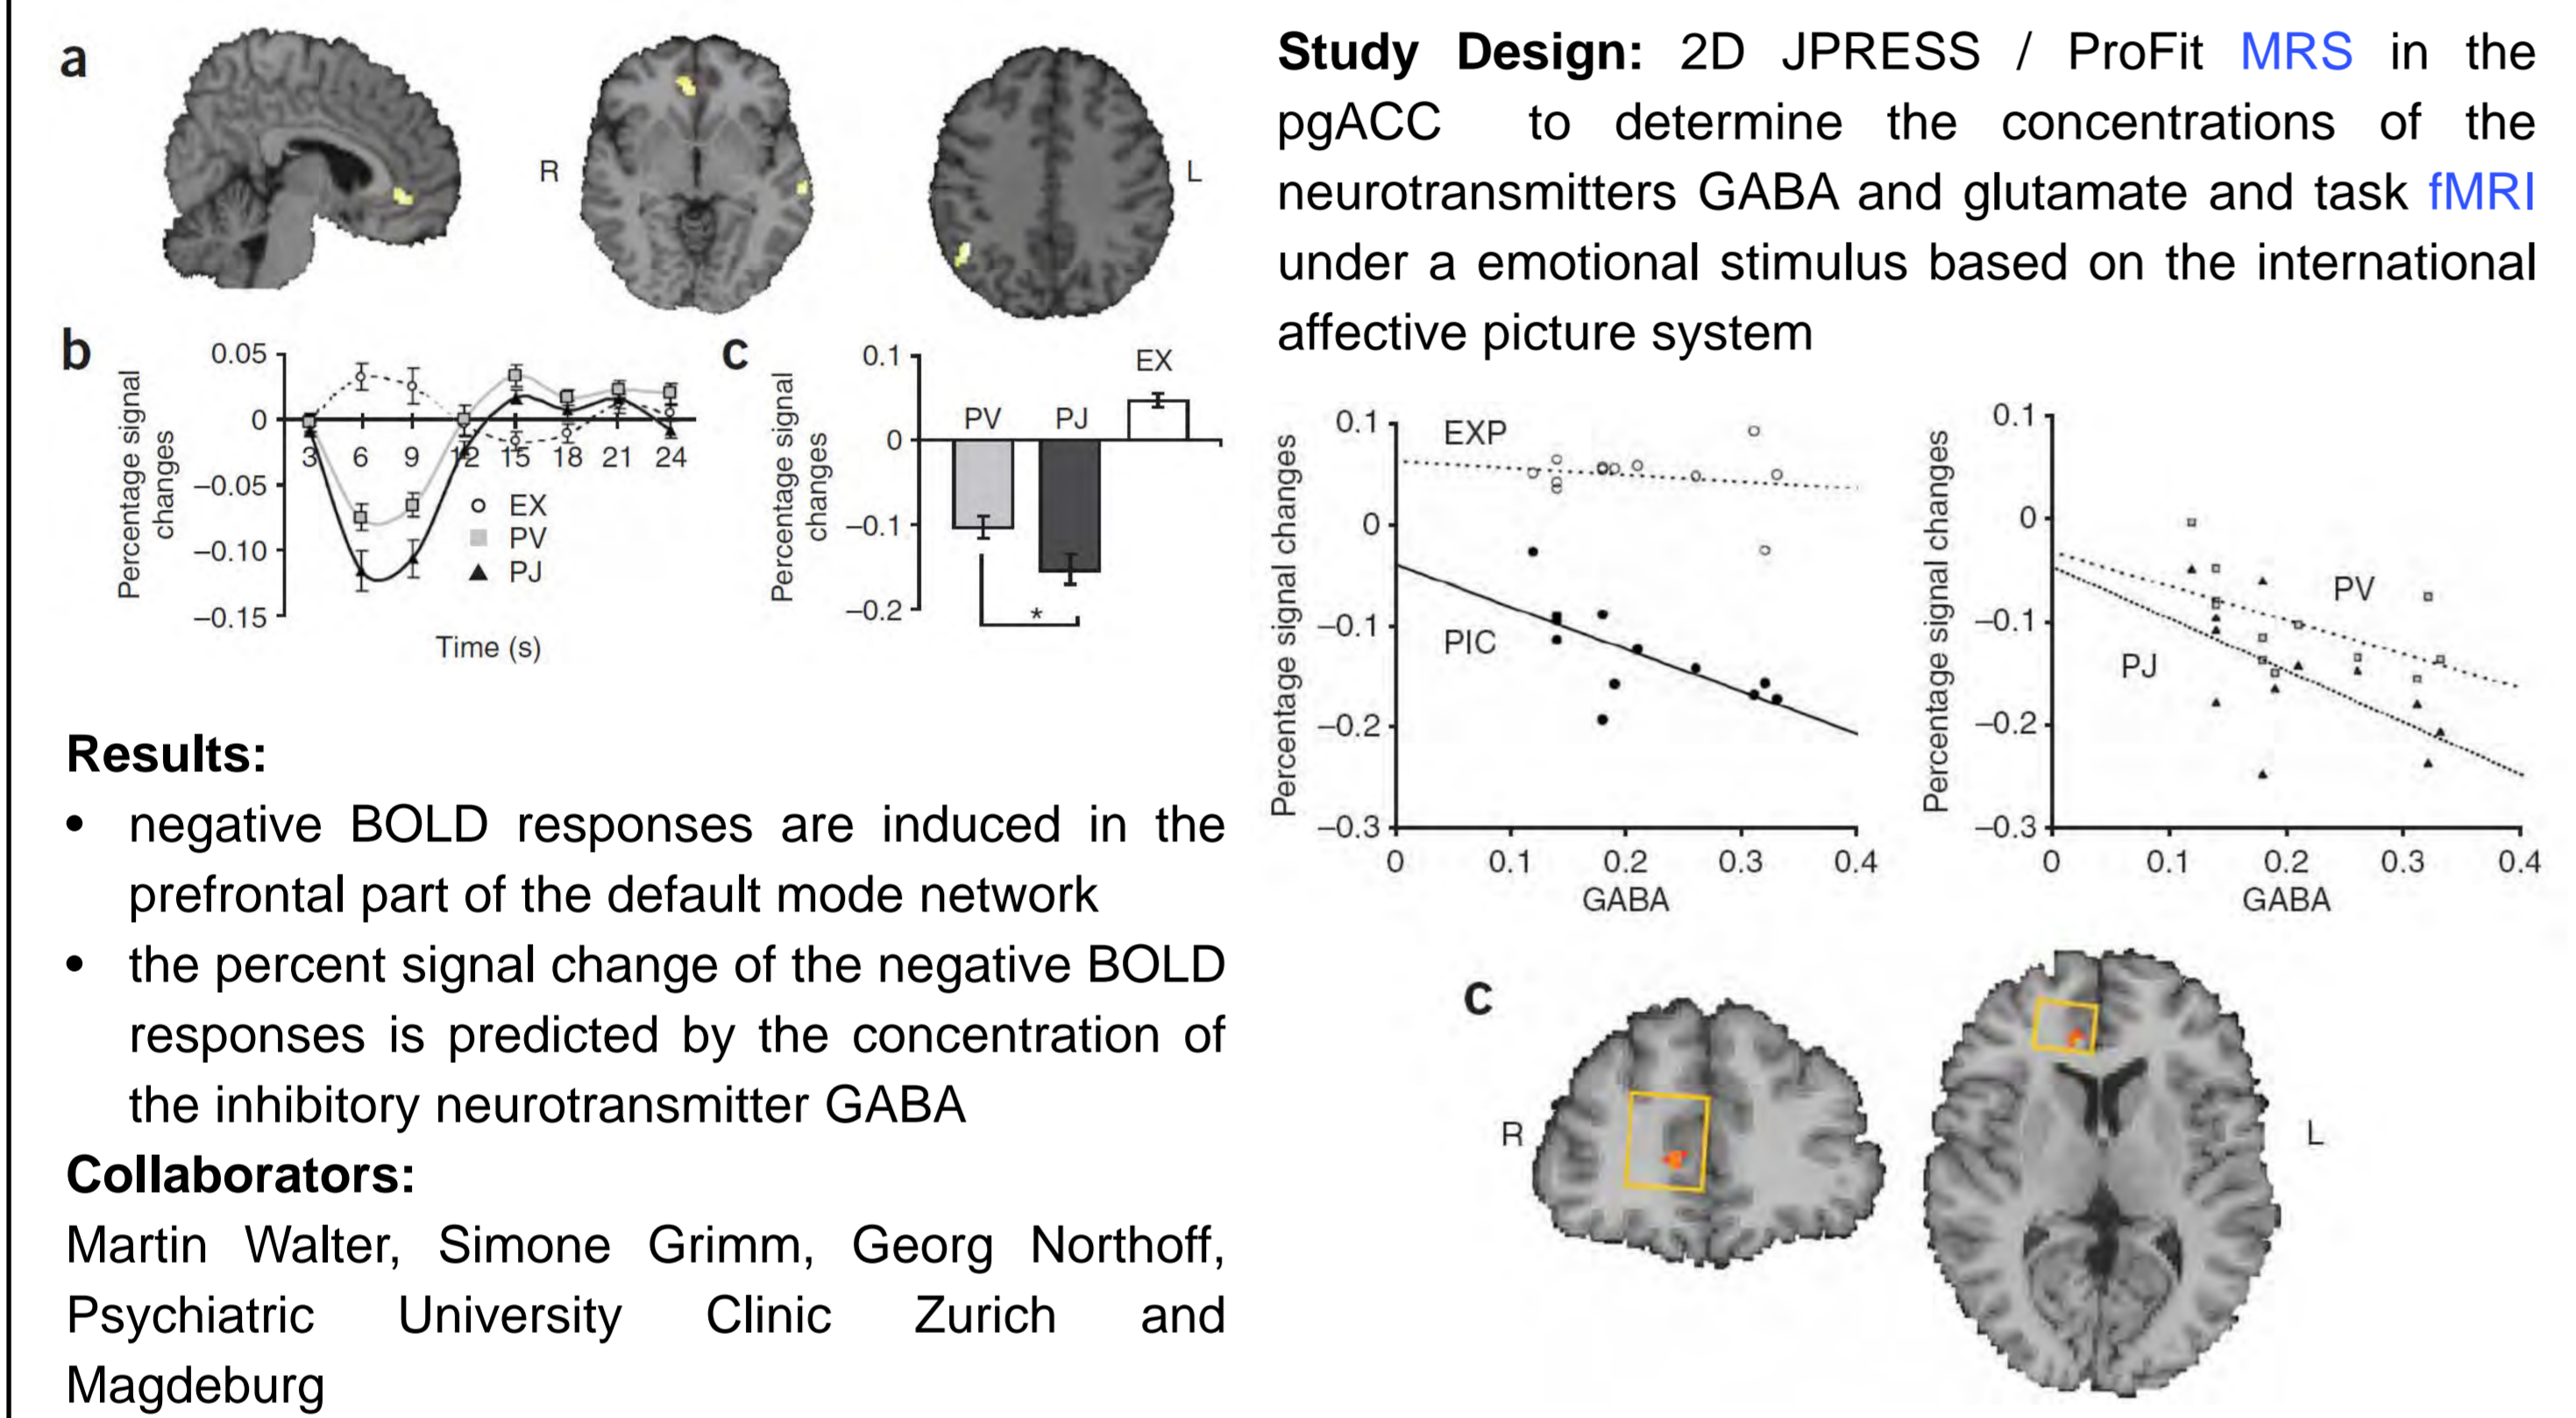 a
R
L
b
Percentage signal
changes
0.05
0
−0.05
−0.10
−0.15
3 6 9 12 15 18 21 24
EX
PV
PJ
Time (s)
c
Percentage signal
changes
0.1
0
−0.1
−0.2
PV
PJ
EX
*
Results:
• negative BOLD responses are induced in the
prefrontal part of the default mode network
• the percent signal change of the negative BOLD
responses is predicted by the concentration of
the inhibitory neurotransmitter GABA
Collaborators:
Martin Walter, Simone Grimm, Georg Northoff,
Psychiatric University Clinic Zurich and
Magdeburg
Study Design: 2D JPRESS / ProFit MRS in the
pgACC to determine the concentrations of the
neurotransmitters GABA and glutamate and task fMRI
under a emotional stimulus based on the international
affective picture system
Percentage signal changes
0.1
0
−0.1
−0.2
−0.3
EXP
PIC
0 0.1 0.2 0.3 0.4
GABA
Percentage signal changes
0.1
0
−0.1
−0.2
−0.3
PV
PJ
0 0.1 0.2 0.3 0.4
GABA
c
R
L